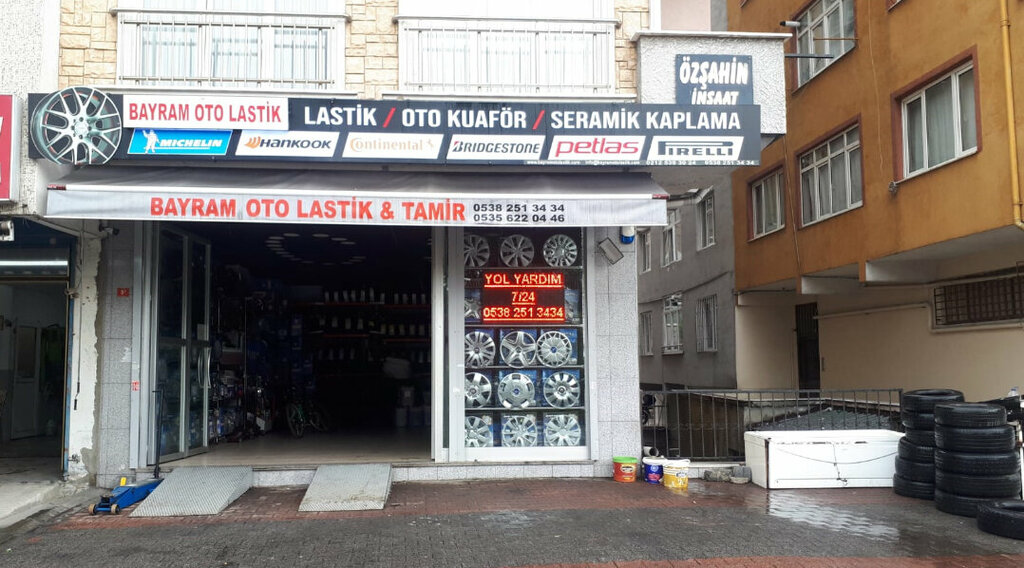 ÖZŞAHİN
İNŞAAT
BAYRAM OTO LASTİK
LASTİK / OTO KUAFÖR / SERAMİK KAPLAMA
MICHELIN
HANKOOK
Continental
BRIDGESTONE
petlas
PIRELLI
BAYRAM OTO LASTİK & TAMİR
0538 251 34 34
0535 622 04 46
YOL YARDIM
7/24
0538 251 3434